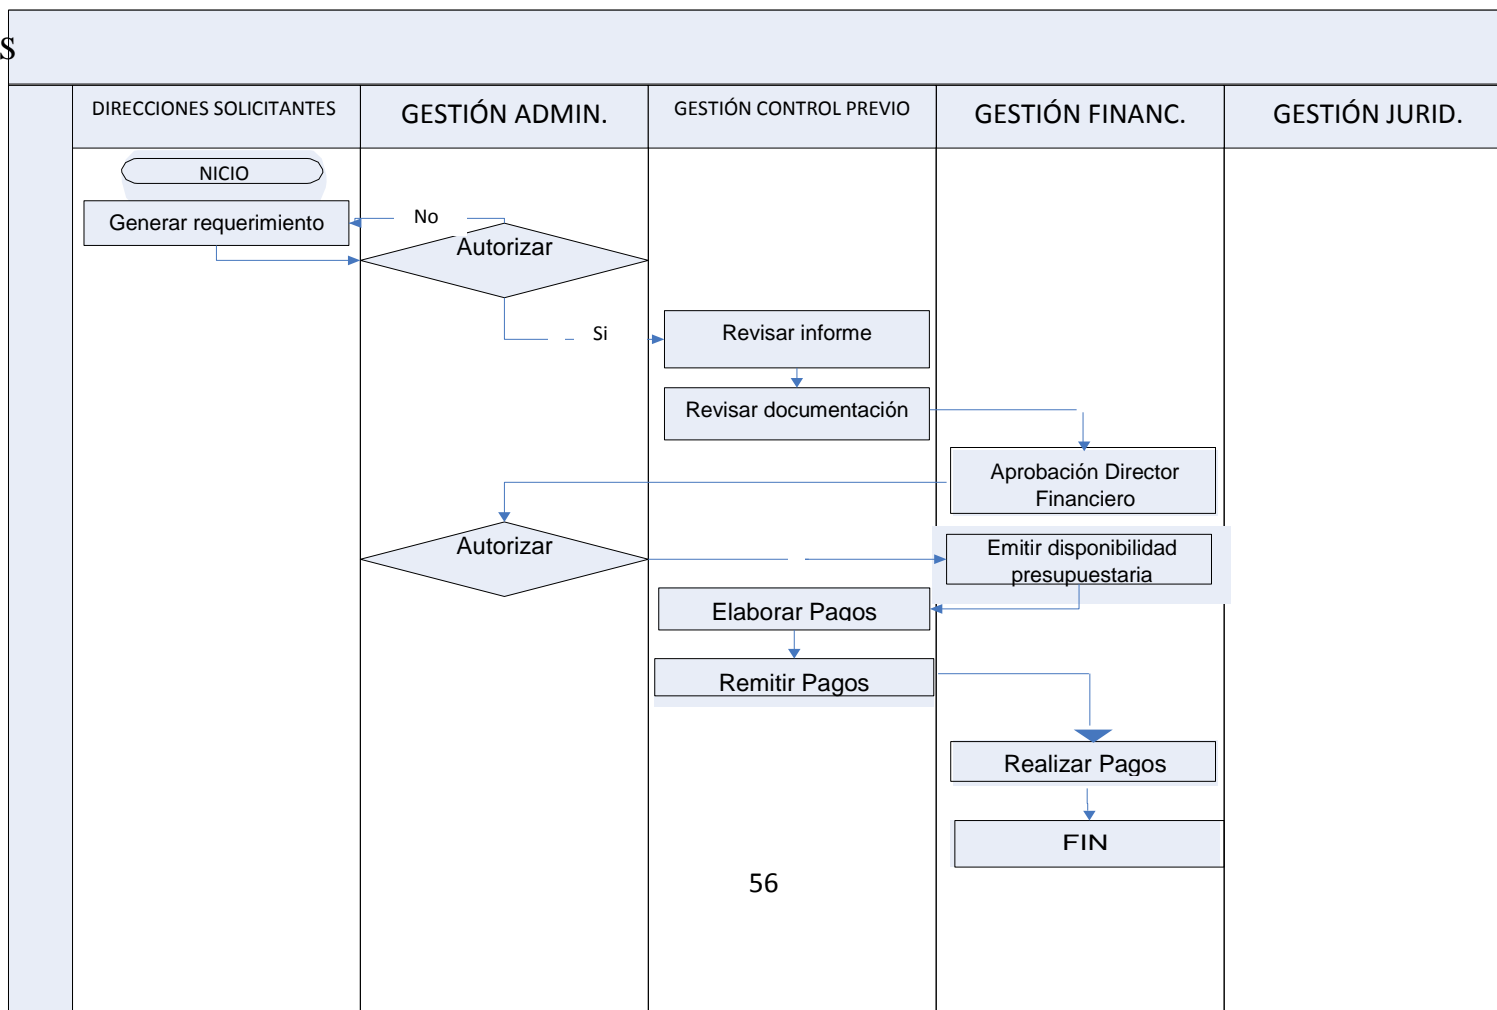 s
DIRECCIONES SOLICITANTES
GESTIÓN ADMIN.
GESTIÓN CONTROL PREVIO
GESTIÓN FINANC.
GESTIÓN JURID.
NICIO
Generar requerimiento
No
Autorizar
Si
Revisar informe
Revisar documentación
Aprobación Director
Financiero
Autorizar
Emitir disponibilidad
presupuestaria
Elaborar Pagos
Remitir Pagos
Realizar Pagos
FIN
56